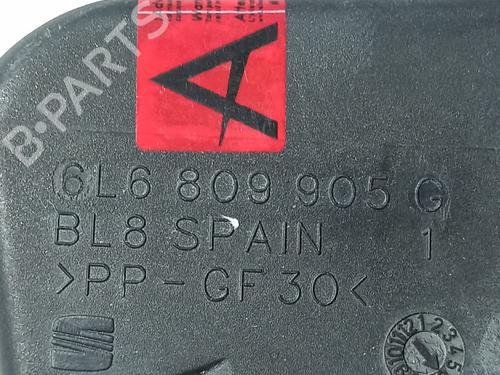 B-PARTS
A
6L6 809 905 G
BL8 SPAIN 1
>PP-GF30<